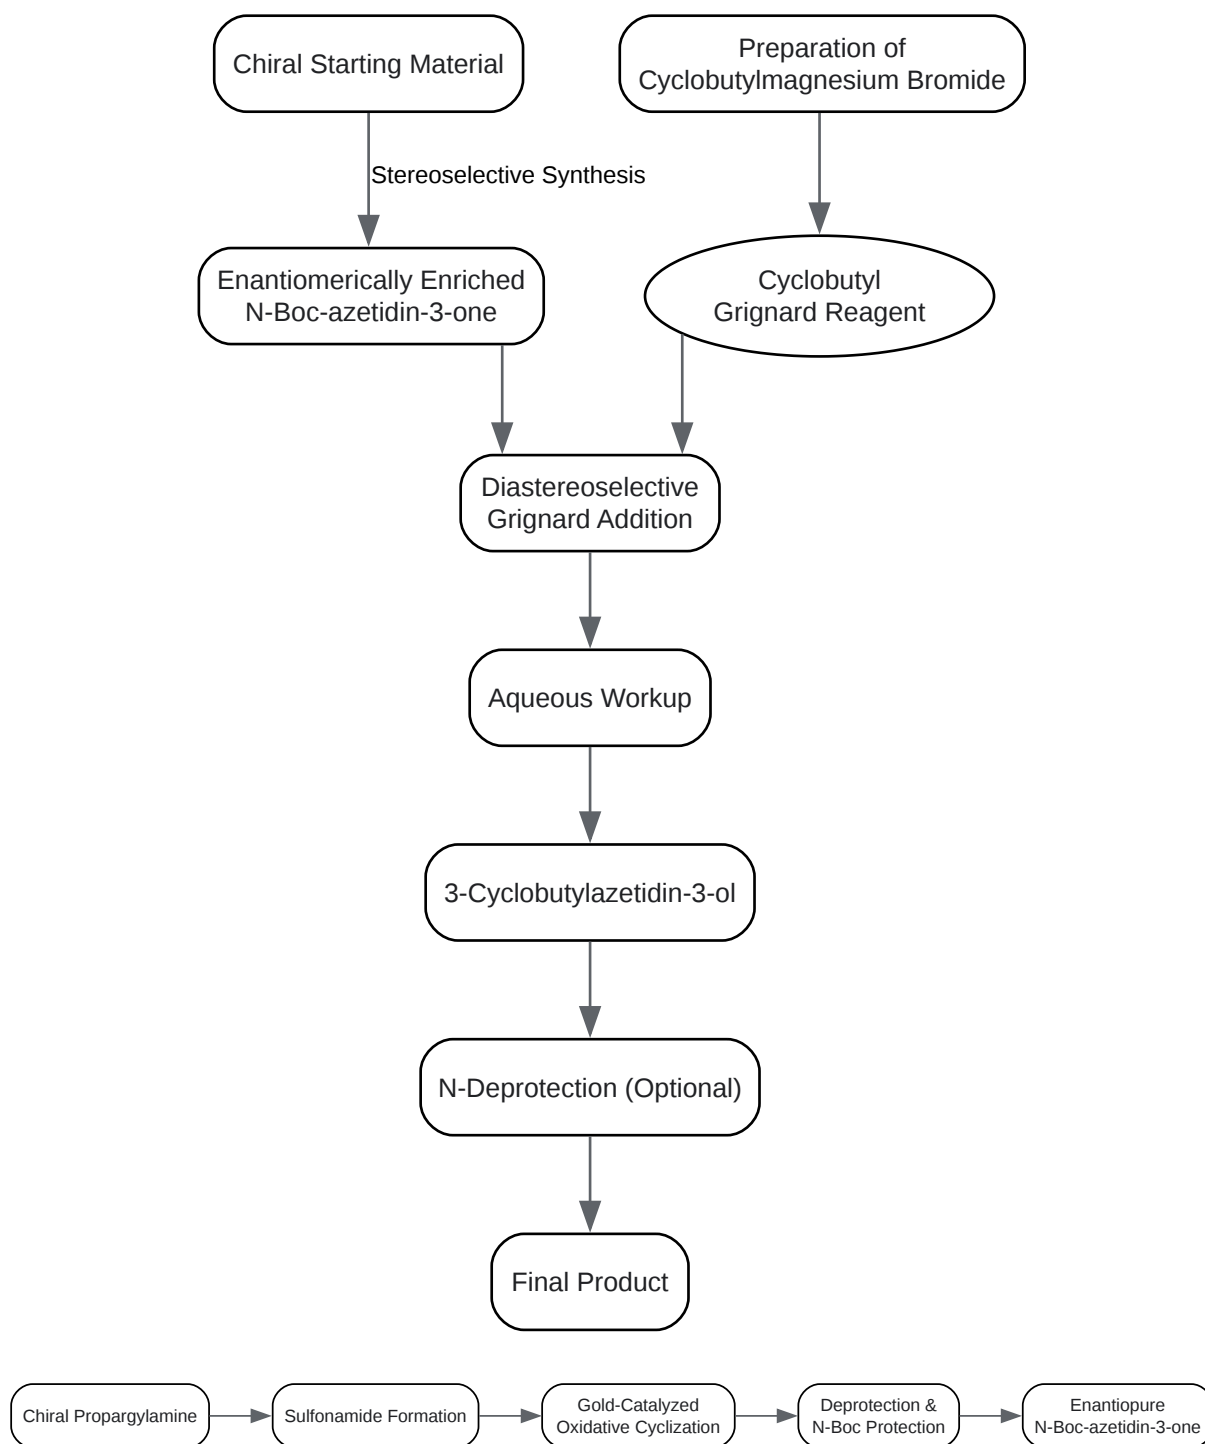 Chiral Starting Material
Preparation of
Cyclobutylmagnesium Bromide
Stereoselective Synthesis
Enantiomerically Enriched
N-Boc-azetidin-3-one
Cyclobutyl
Grignard Reagent
Diastereoselective
Grignard Addition
Aqueous Workup
3-Cyclobutylazetidin-3-ol
N-Deprotection (Optional)
Final Product
Chiral Propargylamine
Sulfonamide Formation
Gold-Catalyzed
Oxidative Cyclization
Deprotection &
N-Boc Protection
Enantiopure
N-Boc-azetidin-3-one